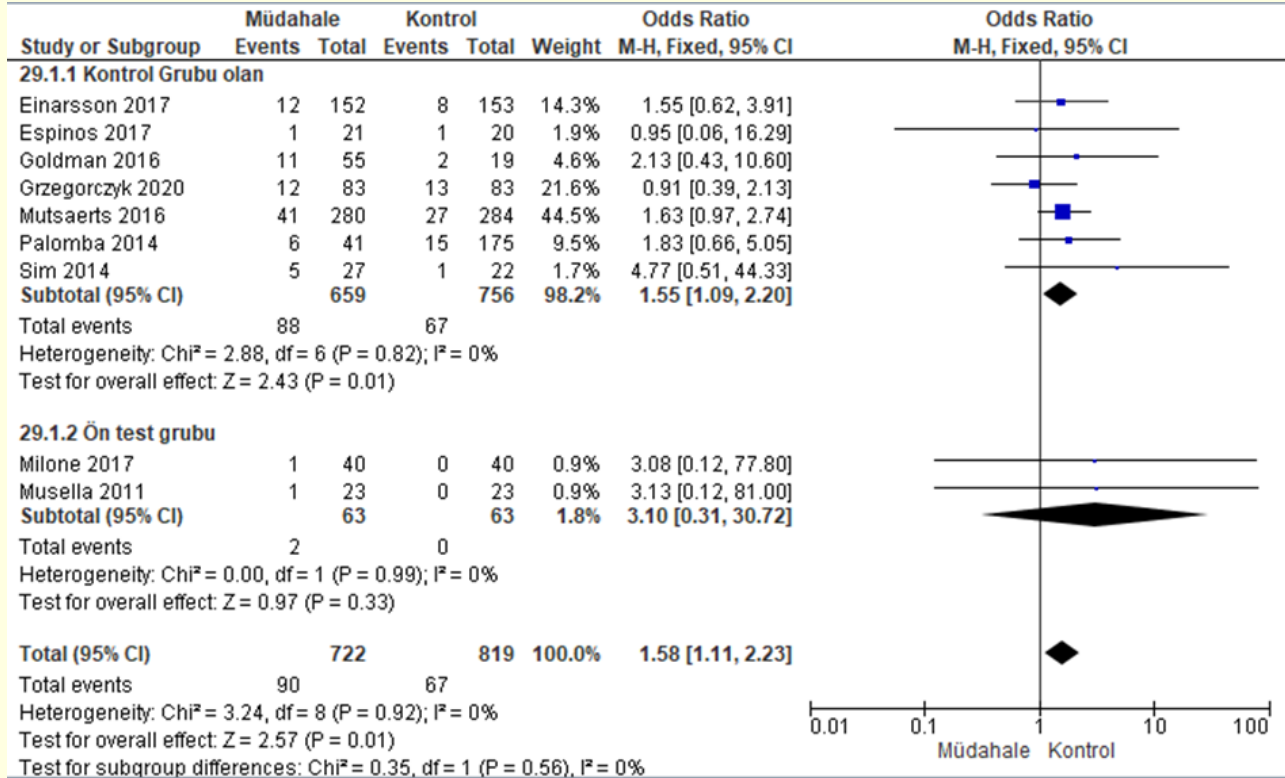 Müdahale Kontrol Odds Ratio Odds Ratio
Study or Subgroup Events Total Events Total Weight M-H, Fixed, 95% CI M-H, Fixed, 95% CI
29.1.1 Kontrol Grubu olan
Einarsson 2017 12 152 8 153 14.3% 1.55 [0.62, 3.91]
Espinos 2017 1 21 1 20 1.9% 0.95 [0.06, 16.29]
Goldman 2016 11 55 2 19 4.6% 2.13 [0.43, 10.60]
Grzegorczyk 2020 12 83 13 83 21.6% 0.91 [0.39, 2.13]
Mutsaerts 2016 41 280 27 284 44.5% 1.63 [0.97, 2.74]
Palomba 2014 6 41 15 175 9.5% 1.83 [0.66, 5.05]
Sim 2014 5 27 1 22 1.7% 4.77 [0.51, 44.33]
Subtotal (95% CI) 659 756 98.2% 1.55 [1.09, 2.20]
Total events 88 67
Heterogeneity: Chi² = 2.88, df = 6 (P = 0.82); I² = 0%
Test for overall effect: Z = 2.43 (P = 0.01)
29.1.2 Ön test grubu
Milone 2017 1 40 0 40 0.9% 3.08 [0.12, 77.80]
Musella 2011 1 23 0 23 0.9% 3.13 [0.12, 81.00]
Subtotal (95% CI) 63 63 1.8% 3.10 [0.31, 30.72]
Total events 2 0
Heterogeneity: Chi² = 0.00, df = 1 (P = 0.99); I² = 0%
Test for overall effect: Z = 0.97 (P = 0.33)
Total (95% CI) 722 819 100.0% 1.58 [1.11, 2.23]
Total events 90 67
Heterogeneity: Chi² = 3.24, df = 8 (P = 0.92); I² = 0%
Test for overall effect: Z = 2.57 (P = 0.01)
Test for subgroup differences: Chi² = 0.35, df = 1 (P = 0.56), I² = 0%
0.01 0.1 1 10 100
Müdahale Kontrol